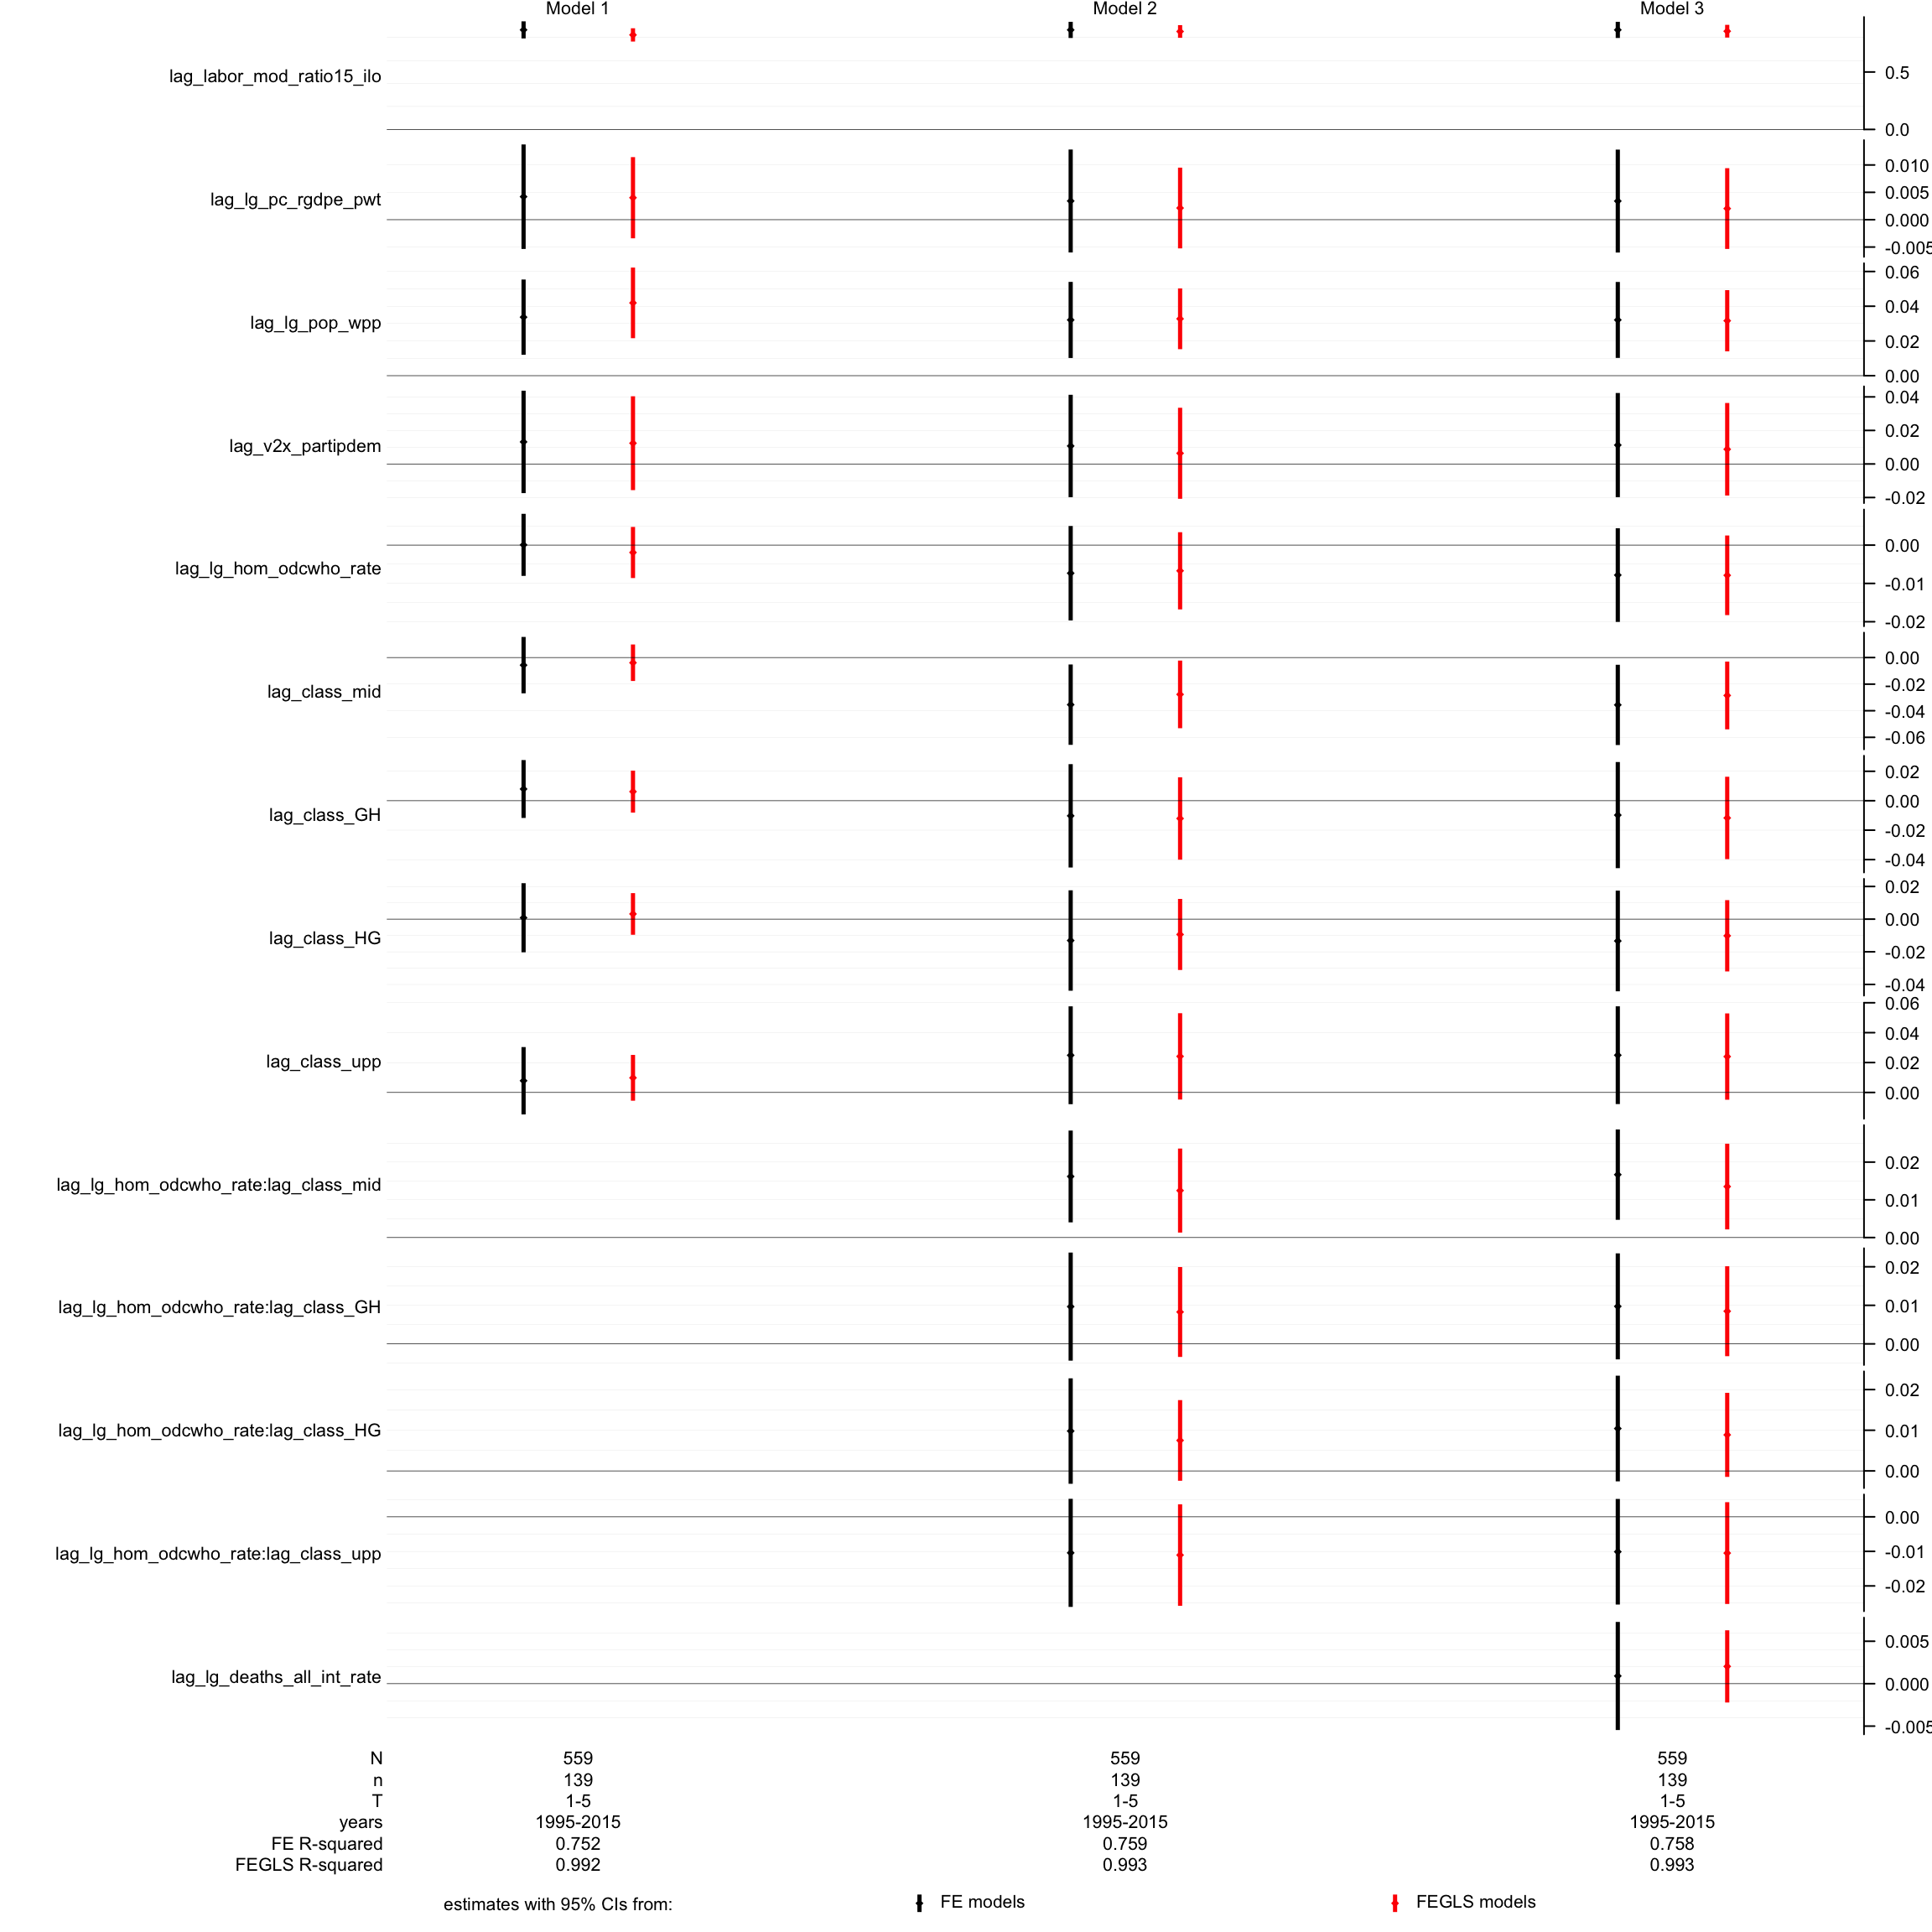 Model 1 Model 2 Model 3
lag_labor_mod_ratio15_ilo
0.5
0.0
lag_lg_pc_rgdpe_pwt
0.010
0.005
0.000
-0.005
lag_lg_pop_wpp
0.06
0.04
0.02
0.00
lag_v2x_partipdem
0.04
0.02
0.00
-0.02
lag_lg_hom_odcwho_rate
0.00
-0.01
-0.02
lag_class_mid
0.00
-0.02
-0.04
-0.06
lag_class_GH
0.02
0.00
-0.02
-0.04
lag_class_HG
0.02
0.00
-0.02
-0.04
lag_class_upp
0.06
0.04
0.02
0.00
lag_lg_hom_odcwho_rate:lag_class_mid
0.02
0.01
0.00
lag_lg_hom_odcwho_rate:lag_class_GH
0.02
0.01
0.00
lag_lg_hom_odcwho_rate:lag_class_HG
0.02
0.01
0.00
lag_lg_hom_odcwho_rate:lag_class_upp
0.00
-0.01
-0.02
lag_lg_deaths_all_int_rate
0.005
0.000
-0.005
N 559 559 559
n 139 139 139
T 1-5 1-5 1-5
years 1995-2015 1995-2015 1995-2015
FE R-squared 0.752 0.759 0.758
FEGLS R-squared 0.992 0.993 0.993
estimates with 95% CIs from: FE models FEGLS models